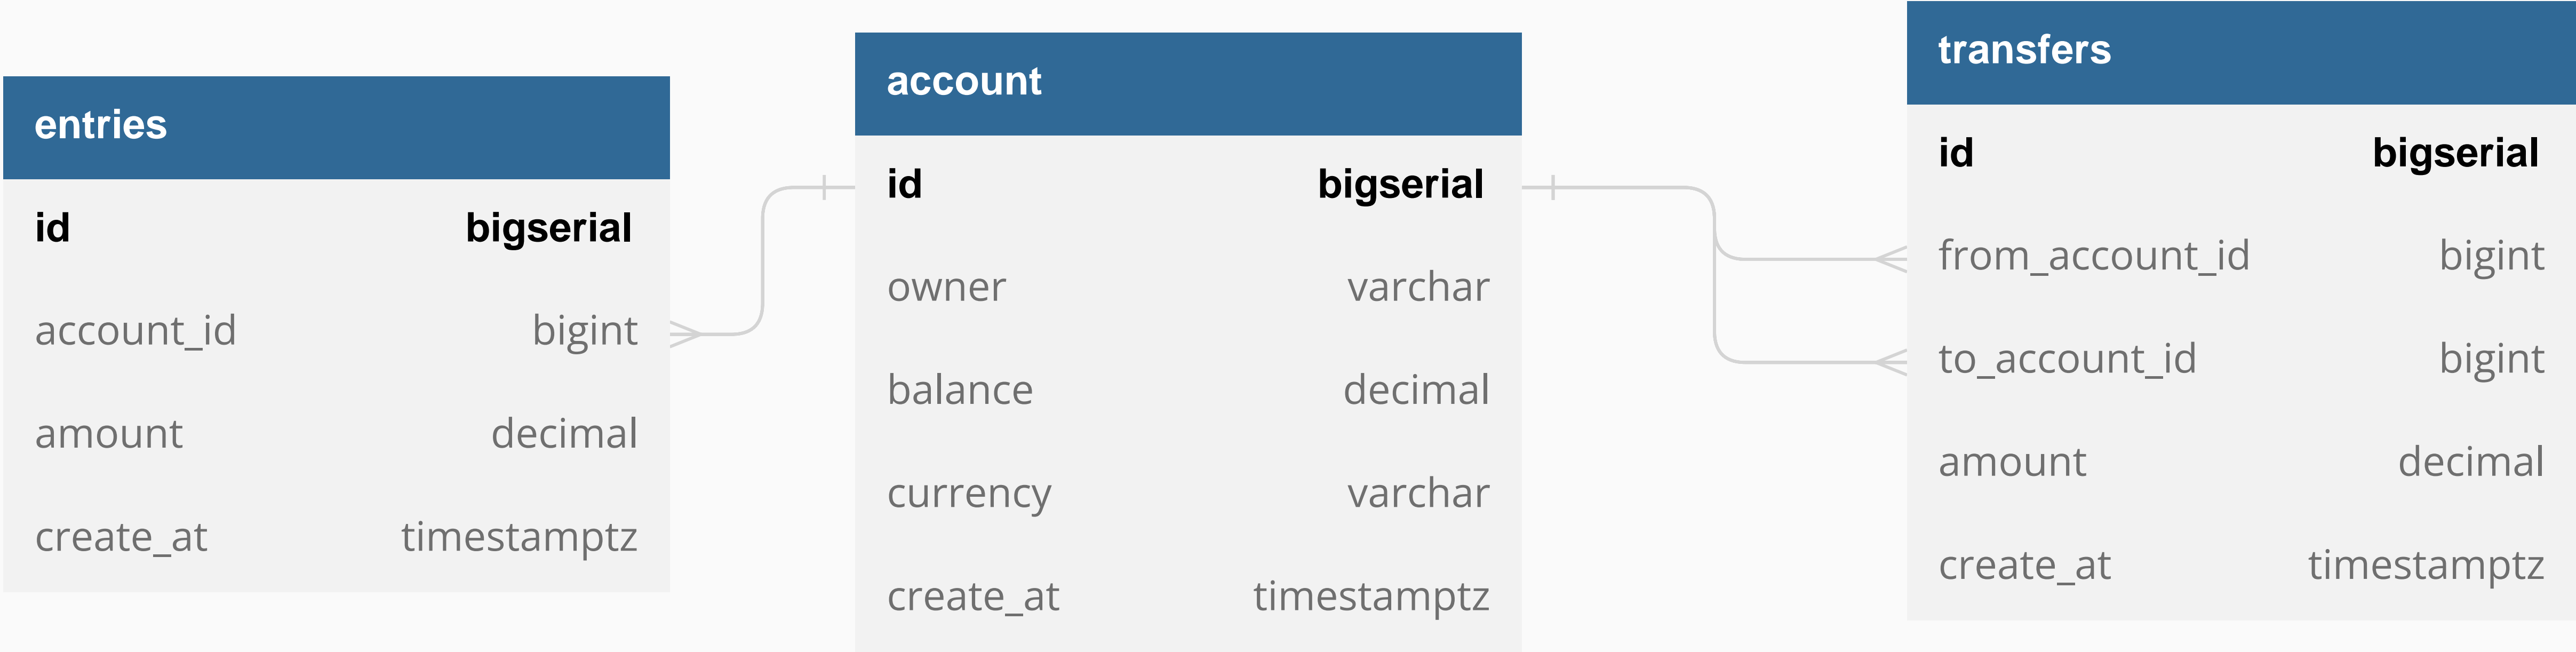 entries
id bigserial
account_id bigint
amount decimal
create_at timestamptz
account
id bigserial
owner varchar
balance decimal
currency varchar
create_at timestamptz
transfers
id bigserial
from_account_id bigint
to_account_id bigint
amount decimal
create_at timestamptz